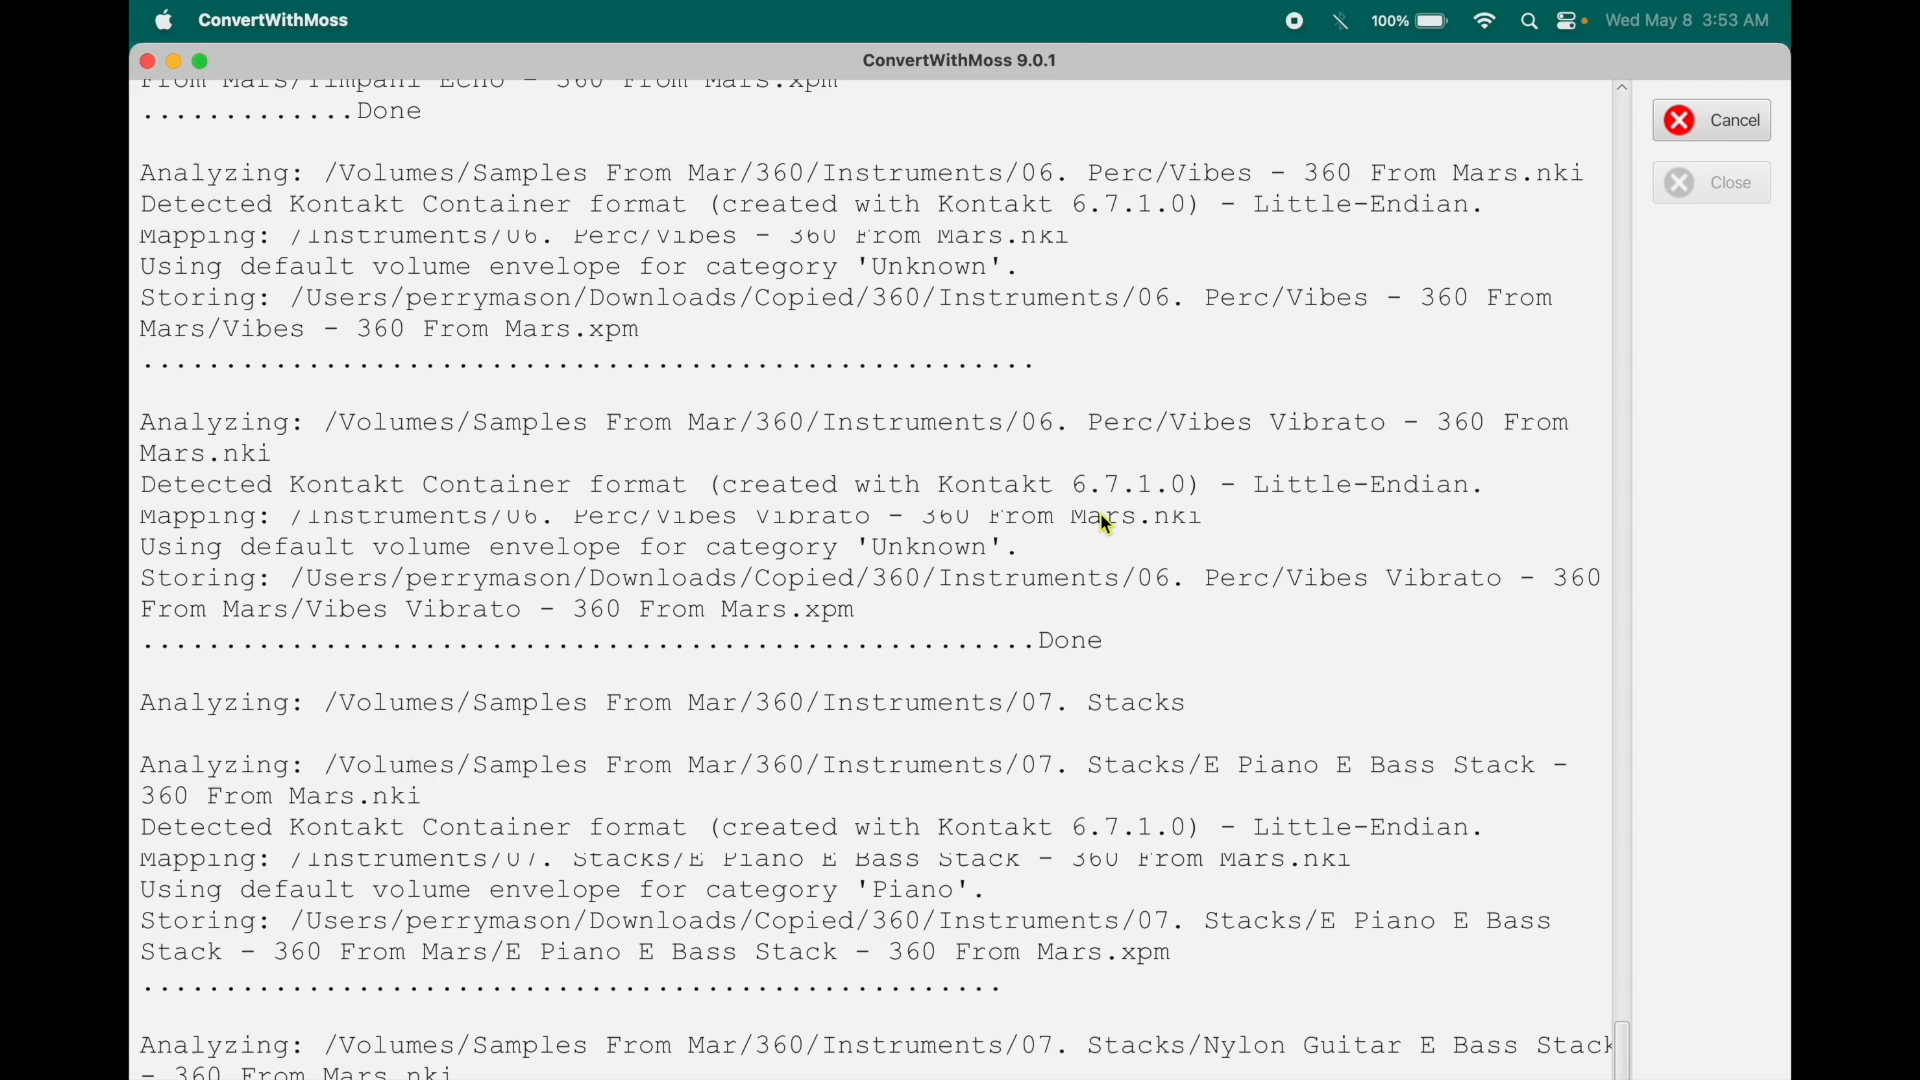 ConvertWithMoss
100%
Wed May 8 3:53 AM
ConvertWithMoss 9.0.1
From Mars/Timpani Echo - 360 From Mars.xpm
.............Done
Cancel
Close
Analyzing: /Volumes/Samples From Mar/360/Instruments/06. Perc/Vibes - 360 From Mars.nki
Detected Kontakt Container format (created with Kontakt 6.7.1.0) - Little-Endian.
Mapping: /Instruments/06. Perc/Vibes - 360 From Mars.nki
Using default volume envelope for category 'Unknown'.
Storing: /Users/perrymason/Downloads/Copied/360/Instruments/06. Perc/Vibes - 360 From
Mars/Vibes - 360 From Mars.xpm
......................................................
Analyzing: /Volumes/Samples From Mar/360/Instruments/06. Perc/Vibes Vibrato - 360 From
Mars.nki
Detected Kontakt Container format (created with Kontakt 6.7.1.0) - Little-Endian.
Mapping: /Instruments/06. Perc/Vibes Vibrato - 360 From Mars.nki
Using default volume envelope for category 'Unknown'.
Storing: /Users/perrymason/Downloads/Copied/360/Instruments/06. Perc/Vibes Vibrato - 360
From Mars/Vibes Vibrato - 360 From Mars.xpm
......................................................Done
Analyzing: /Volumes/Samples From Mar/360/Instruments/07. Stacks
Analyzing: /Volumes/Samples From Mar/360/Instruments/07. Stacks/E Piano E Bass Stack -
360 From Mars.nki
Detected Kontakt Container format (created with Kontakt 6.7.1.0) - Little-Endian.
Mapping: /Instruments/07. Stacks/E Piano E Bass Stack - 360 From Mars.nki
Using default volume envelope for category 'Piano'.
Storing: /Users/perrymason/Downloads/Copied/360/Instruments/07. Stacks/E Piano E Bass
Stack - 360 From Mars/E Piano E Bass Stack - 360 From Mars.xpm
....................................................
Analyzing: /Volumes/Samples From Mar/360/Instruments/07. Stacks/Nylon Guitar E Bass Stack
- 360 From Mars.nki